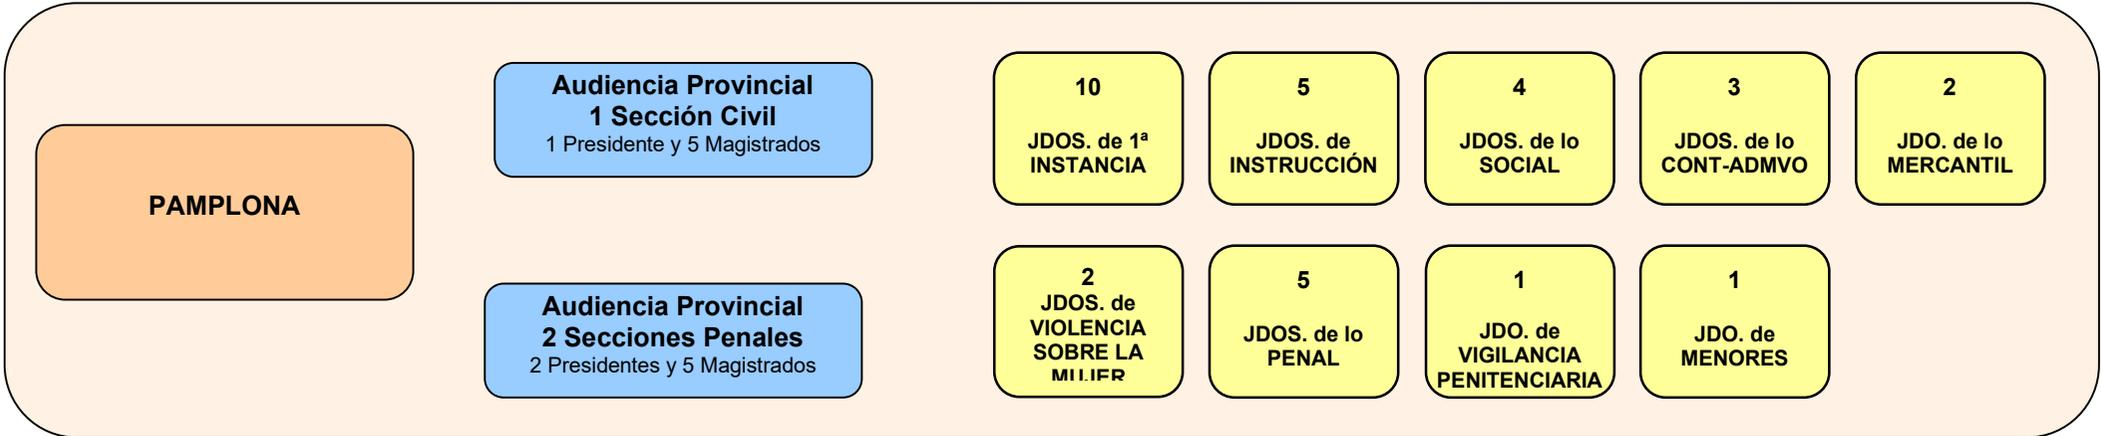 PAMPLONA
Audiencia Provincial
1 Sección Civil
1 Presidente y 5 Magistrados
Audiencia Provincial
2 Secciones Penales
2 Presidentes y 5 Magistrados
10
JDOS. de 1ª
INSTANCIA
5
JDOS. de
INSTRUCCIÓN
4
JDOS. de lo
SOCIAL
3
JDOS. de lo
CONT-ADMVO
2
JDO. de lo
MERCANTIL
2
JDOS. de
VIOLENCIA
SOBRE LA
MUJER
5
JDOS. de lo
PENAL
1
JDO. de
VIGILANCIA
PENITENCIARIA
1
JDO. de
MENORES